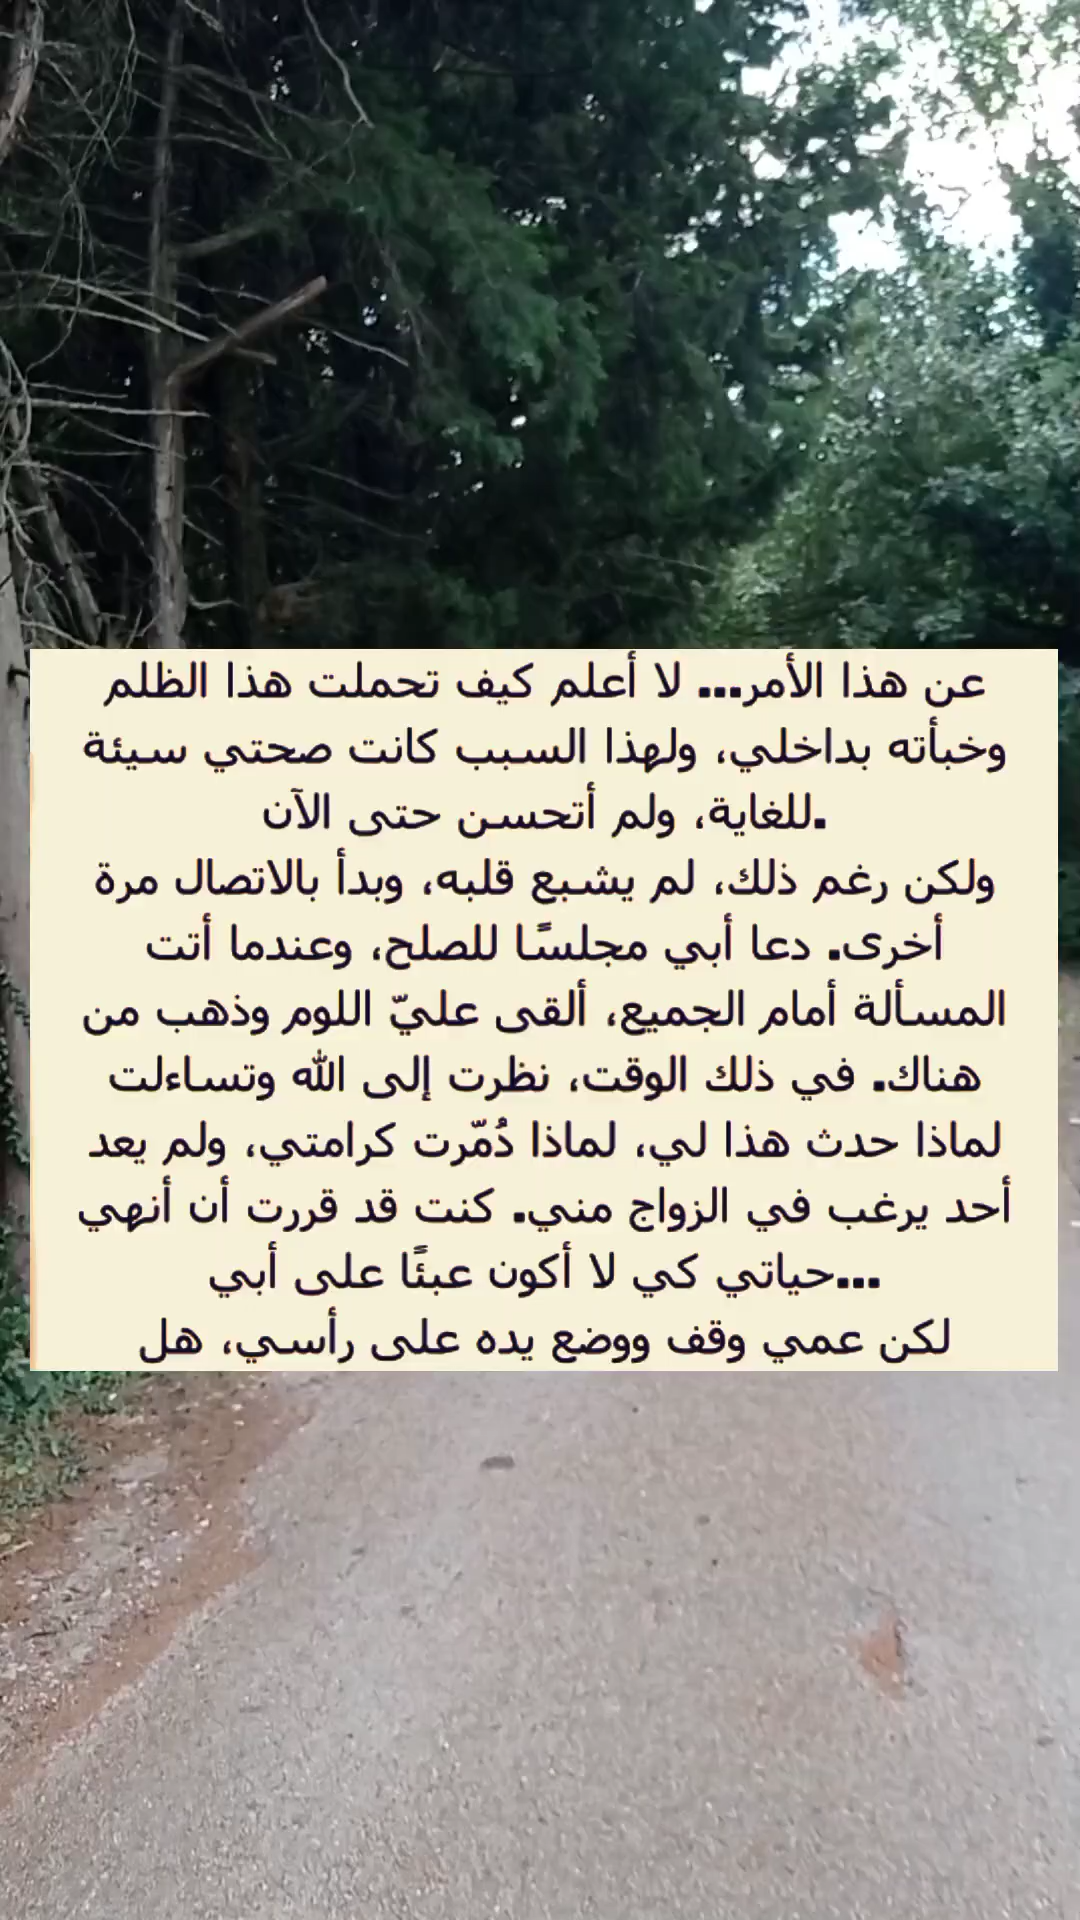 عن هذا الأمر... لا أعلم كيف تحملت هذا الظلم
وخبأته بداخلي، ولهذا السبب كانت صحتي سيئة
للغاية، ولم أتحسن حتى الآن.
ولكن رغم ذلك، لم يشبع قلبه، وبدأ بالاتصال مرة
أخرى. دعا أبي مجلسًا للصلح، وعندما أتت
المسألة أمام الجميع، ألقى عليّ اللوم وذهب من
هناك. في ذلك الوقت، نظرت إلى الله وتساءلت
لماذا حدث هذا لي، لماذا دُمّرت كرامتي، ولم يعد
أحد يرغب في الزواج مني. كنت قد قررت أن أنهي
حياتي كي لا أكون عبئًا على أبي...
لكن عمي وقف ووضع يده على رأسي، هل